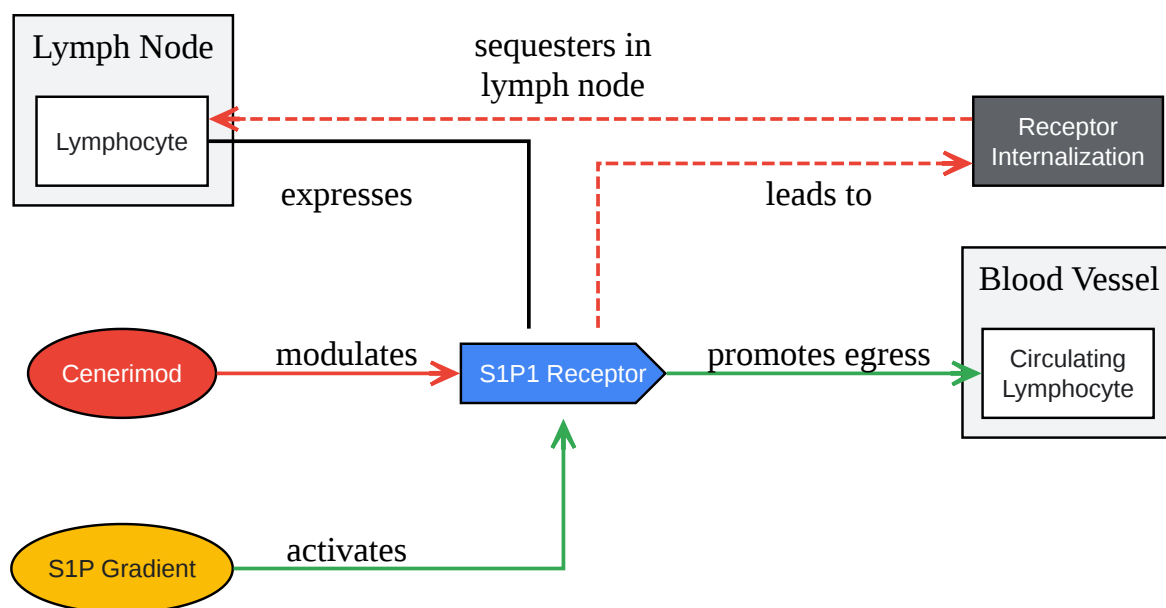 Lymph Node
sequesters in
lymph node
Lymphocyte
Receptor
Internalization
expresses
leads to
Blood Vessel
Cenerimod
modulates
S1P1 Receptor
promotes egress
Circulating
Lymphocyte
S1P Gradient
activates